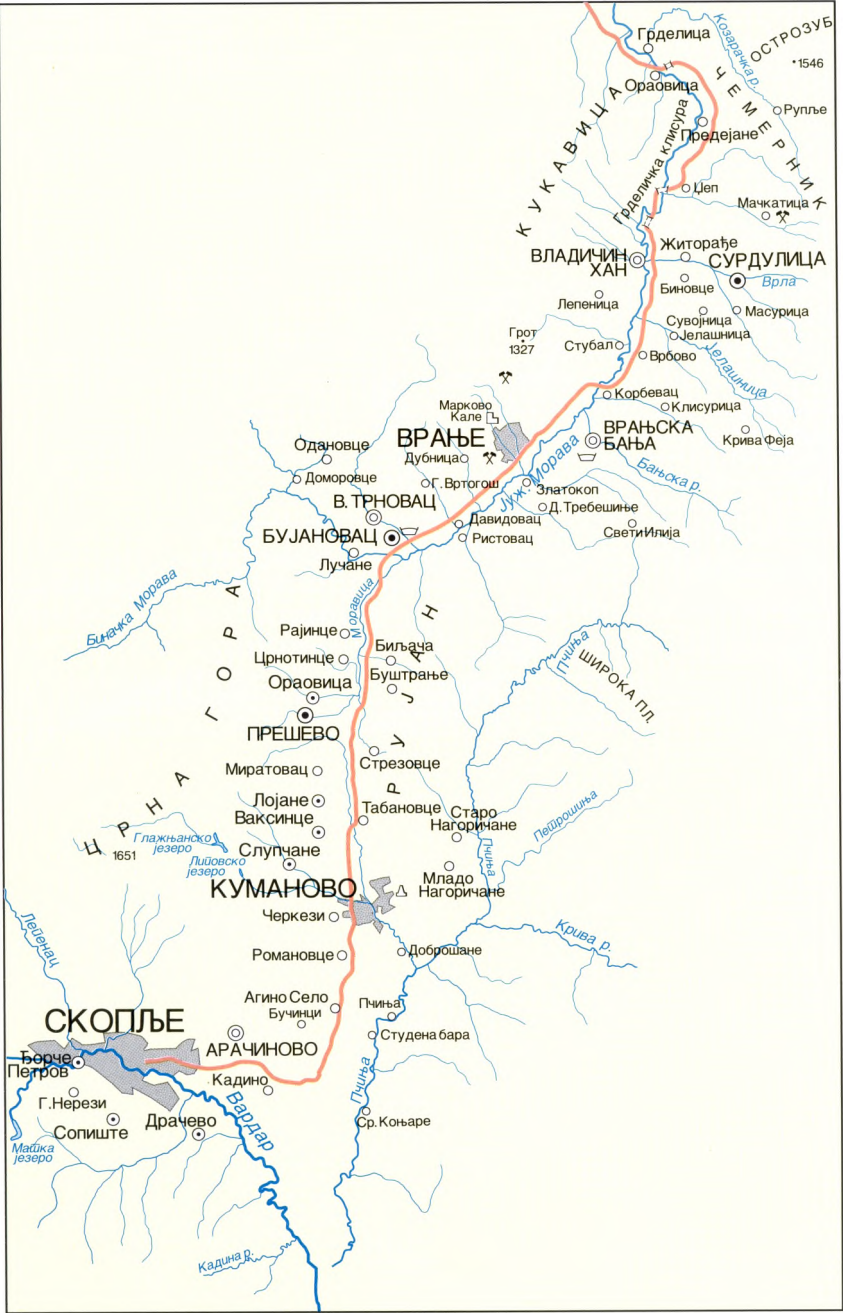 Грделица
Козарачка р.
ОСТРОЗУБ
1546
Ораовица
ЧЕМЕРНИК
Рупље
КУКАВИЦА
Грделичка клисура
Предејане
Џеп
Мачкатица
ВЛАДИЧИН
ХАН
Житорађе
СУРДУЛИЦА
Врла
Биновце
Лепеница
Сувојница
Масурица
Грот
1327
Стубал
Јелашница
Врбово
Јелашница
Корбевац
Клисурица
Марково
Кале
ВРАЊЕ
ВРАЊСКА
БАЊА
Крива Феја
Одановце
Дубница
Јуж. Морава
Бањска р.
Доморовце
Г. Вртогош
Златокоп
В. ТРНОВАЦ
Д. Требешиње
БУЈАНОВАЦ
Давидовац
Ристовац
Свети Илија
Лучане
Биначка Морава
Моравица
Рајинце
Пчиња
ШИРОКА ПЛ.
Црнотинце
Биљача
Буштрање
Ораовица
РУЈАН
ПРЕШЕВО
ЦРНА ГОРА
Миратовац
Стрезовце
Лојане
Табановце
Старо
Нагоричане
Петрошиња
Ваксинце
Глажњанско
језеро
1651
Слупчане
Липовско
језеро
Пчиња
КУМАНОВО
Младо
Нагоричане
Черкези
Лепенац
Крива р.
Романовце
Доброшане
Агино Село
Бучинци
Пчиња
СКОПЉЕ
АРАЧИНОВО
Студена бара
Ђорче
Петров
Кадино
Пчиња
Г. Нерези
Вардар
Сопиште
Драчево
Ср. Коњаре
Матка
језеро
Кадина р.